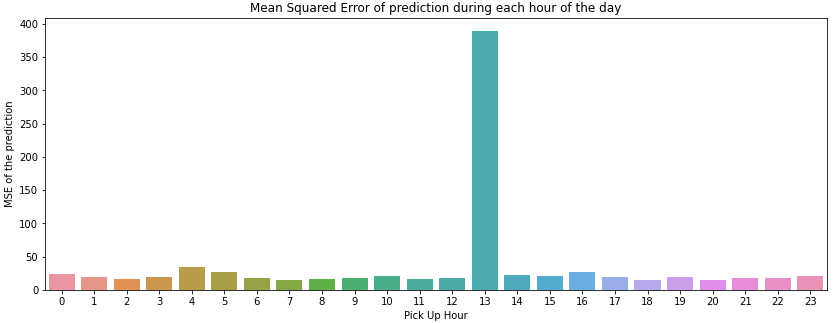 Mean Squared Error of prediction during each hour of the day
MSE of the prediction
400
350
300
250
200
150
100
50
0
0 1 2 3 4 5 6 7 8 9 10 11 12 13 14 15 16 17 18 19 20 21 22 23
Pick Up Hour